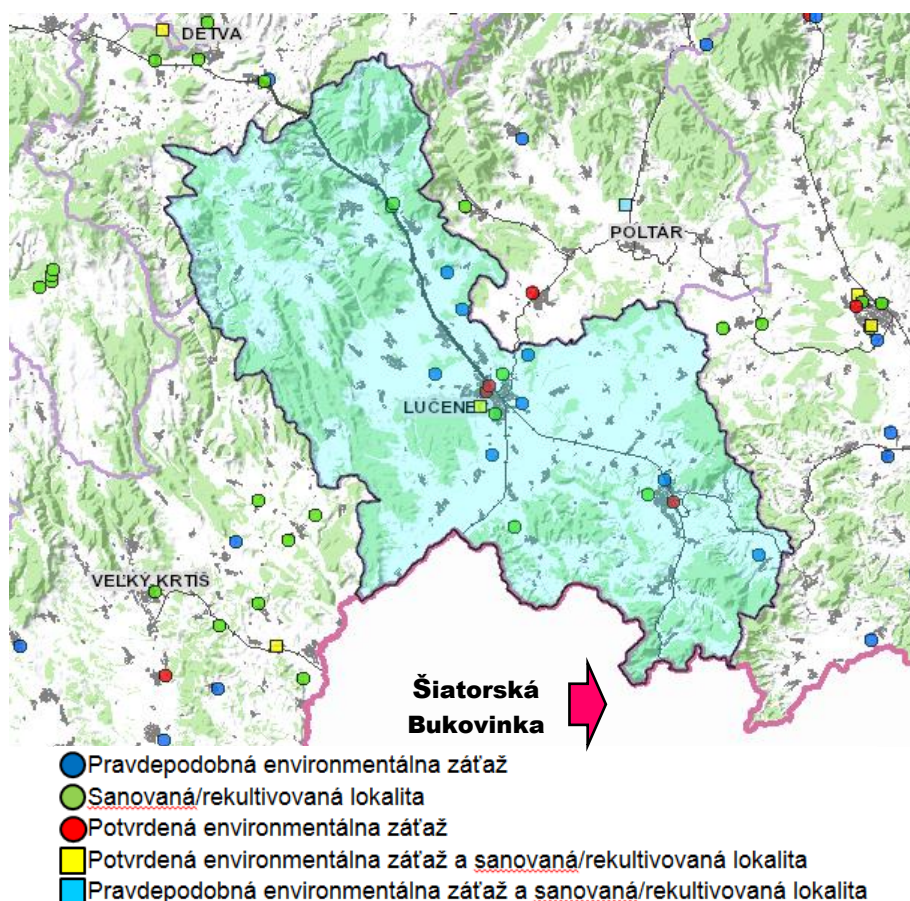 DETVA
POLTÁR
LUČENE
VEĽKÝ KRTÍŠ
Šiatorská
Bukovinka
Pravdepodobná environmentálna záťaž
Sanovaná/rekultivovaná lokalita
Potvrdená environmentálna záťaž
Potvrdená environmentálna záťaž a sanovaná/rekultivovaná lokalita
Pravdepodobná environmentálna záťaž a sanovaná/rekultivovaná lokalita